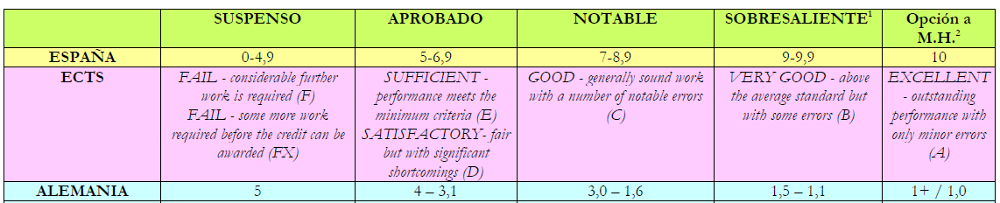 SUSPENSO APROBADO NOTABLE SOBRESALIENTE¹ Opción a
M.H.²
ESPAÑA 0-4,9 5-6,9 7-8,9 9-9,9 10
ECTS FAIL - considerable further SUFFICIENT - GOOD - generally sound work VERY GOOD - above EXCELLENT
work is required (F) performance meets the with a number of notable errors the average standard but - outstanding
FAIL - some more work minimum criteria (E) (C) with some errors (B) performance with
required before the credit can be SATISFACTORY- fair only minor errors
awarded (FX) but with significant (A)
shortcomings (D)
ALEMANIA 5 4 – 3,1 3,0 – 1,6 1,5 – 1,1 1+ / 1,0